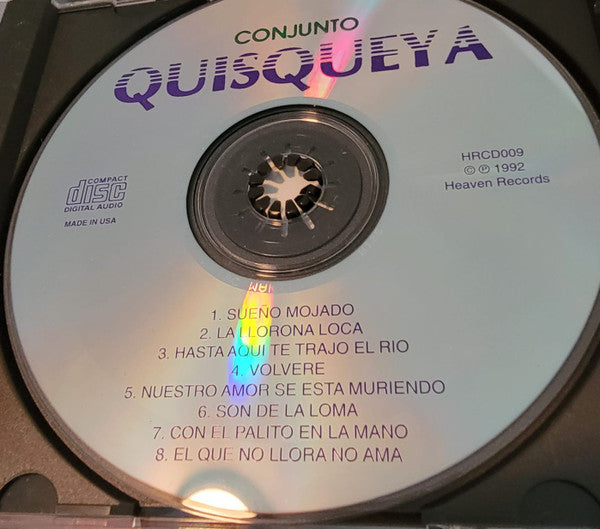 CONJUNTO
QUISQUEYA
COMPACT
disc
DIGITAL AUDIO
MADE IN USA
HRCD009
© ℗ 1992
Heaven Records
1. SUEÑO MOJADO
2. LA LLORONA LOCA
3. HASTA AQUI TE TRAJO EL RIO
4. VOLVERE
5. NUESTRO AMOR SE ESTA MURIENDO
6. SON DE LA LOMA
7. CON EL PALITO EN LA MANO
8. EL QUE NO LLORA NO AMA